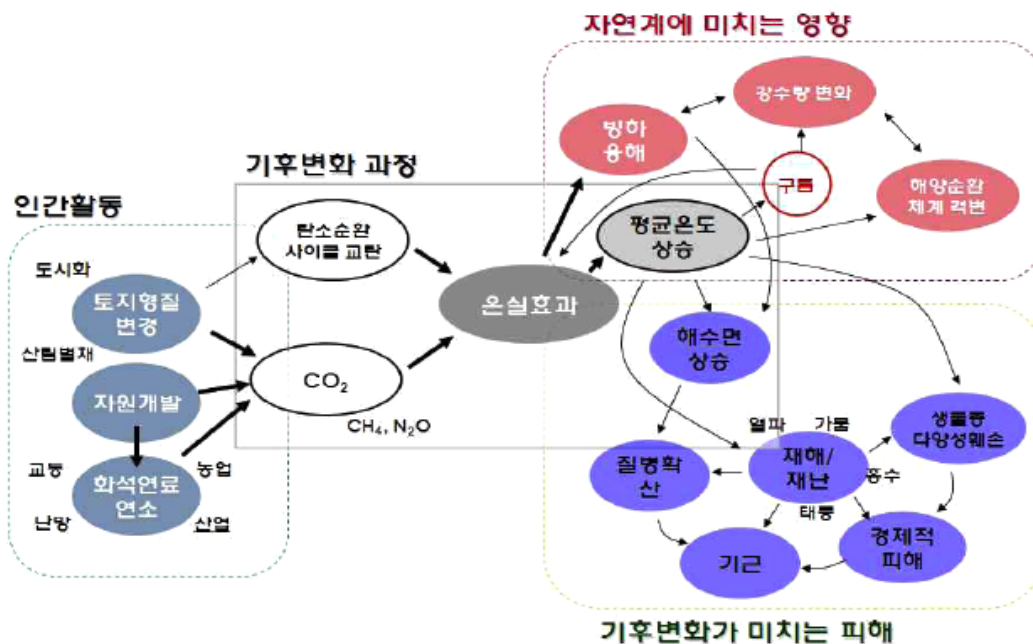 자연계에 미치는 영향
강수량 변화
빙하
용해
구름
해양순환
체계 격변
기후변화 과정
탄소순환
사이클 교란
평균온도
상승
온실효과
CO₂
CH₄, N₂O
인간활동
도시화
토지형질
변경
산림벌채
자원개발
교통
농업
화석연료
연소
난방
산업
해수면
상승
열파
가뭄
생물종
다양성훼손
질병확
산
재해/
재난
홍수
태풍
기근
경제적
피해
기후변화가 미치는 피해